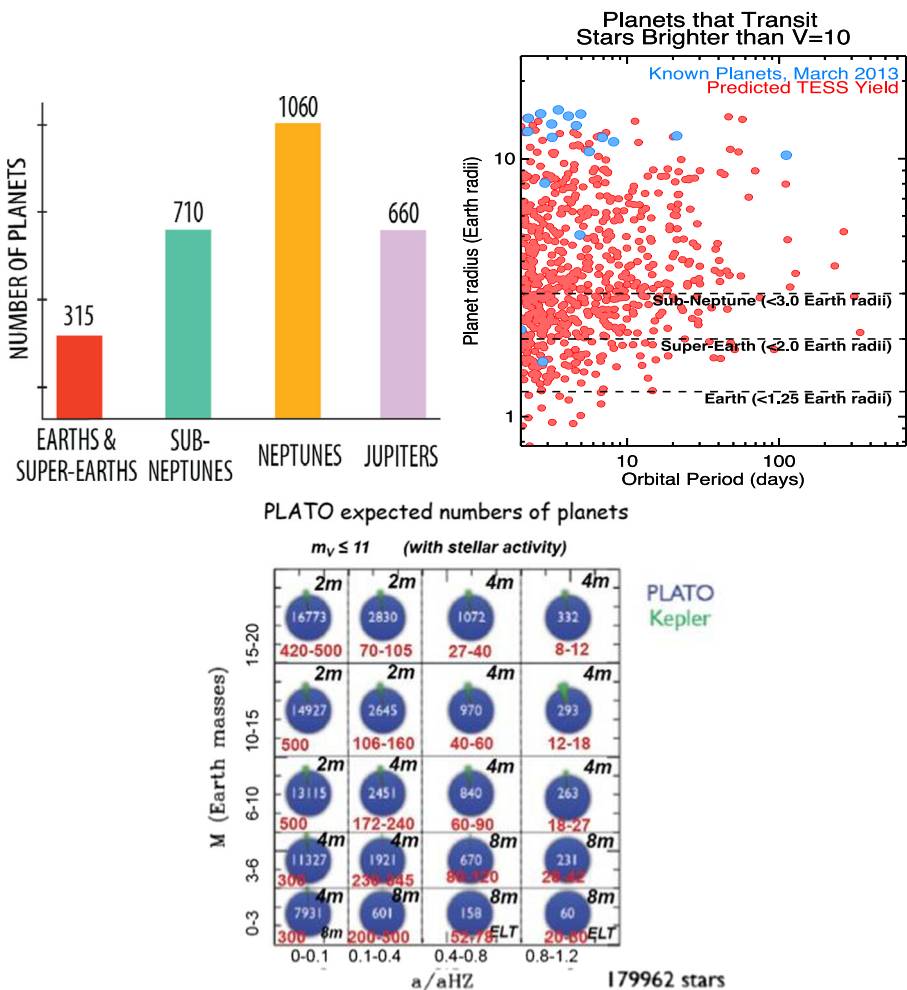 NUMBER OF PLANETS
315
710
1060
660
EARTHS &
SUPER-EARTHS
SUB-
NEPTUNES
NEPTUNES
JUPITERS
Planets that Transit
Stars Brighter than V=10
Known Planets, March 2013
Predicted TESS Yield
Planet radius (Earth radii)
10
1
Sub-Neptune (<3.0 Earth radii)
Super-Earth (<2.0 Earth radii)
Earth (<1.25 Earth radii)
10 100
Orbital Period (days)
PLATO expected numbers of planets
mv ≤ 11 (with stellar activity)
PLATO
Kepler
M (Earth masses)
15-20
2m 2m 4m 4m
16773 2830 1072 332
420-500 70-105 27-40 8-12
10-15
2m 2m 4m 4m
14927 2645 970 293
500 106-160 40-60 12-18
6-10
2m 4m 4m 4m
13115 2451 840 263
500 172-240 60-90 18-27
3-6
4m 4m 8m 8m
11327 1921 670 231
300
0-3
4m 8m 8m 8m
7931 601 158 60
300 8m 200-500 52-78 ELT 20-30 ELT
0-0.1 0.1-0.4 0.4-0.8 0.8-1.2
a/aHZ
179962 stars